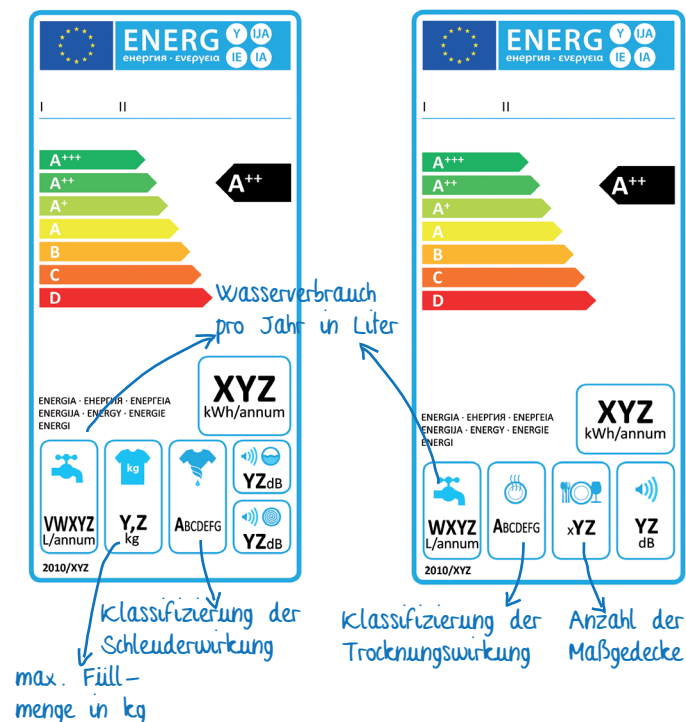 ENERG Y IJA
енергия · ενεργεια IE IA
I II
A+++
A++
A+
A
B
C
D
A++
XYZ
kWh/annum
ENERGIA · ЕНЕРГИЯ · ΕΝΕΡΓΕΙΑ
ENERGIJA · ENERGY · ENERGIE
ENERGI
VWXYZ
L/annum
kg
Y,Z
kg
ABCDEFG
YZdB
YZdB
2010/XYZ
ENERG Y IJA
енергия · ενεργεια IE IA
I II
A+++
A++
A+
A
B
C
D
A++
XYZ
kWh/annum
ENERGIA · ЕНЕРГИЯ · ΕΝΕΡΓΕΙΑ
ENERGIJA · ENERGY · ENERGIE
ENERGI
WXYZ
L/annum
ABCDEFG
xYZ
YZ
dB
2010/XYZ
Wasserverbrauch
pro Jahr in Liter
Klassifizierung der
Schleuderwirkung
max. Füll-
menge in kg
Klassifizierung der
Trocknungswirkung
Anzahl der
Maßgedecke